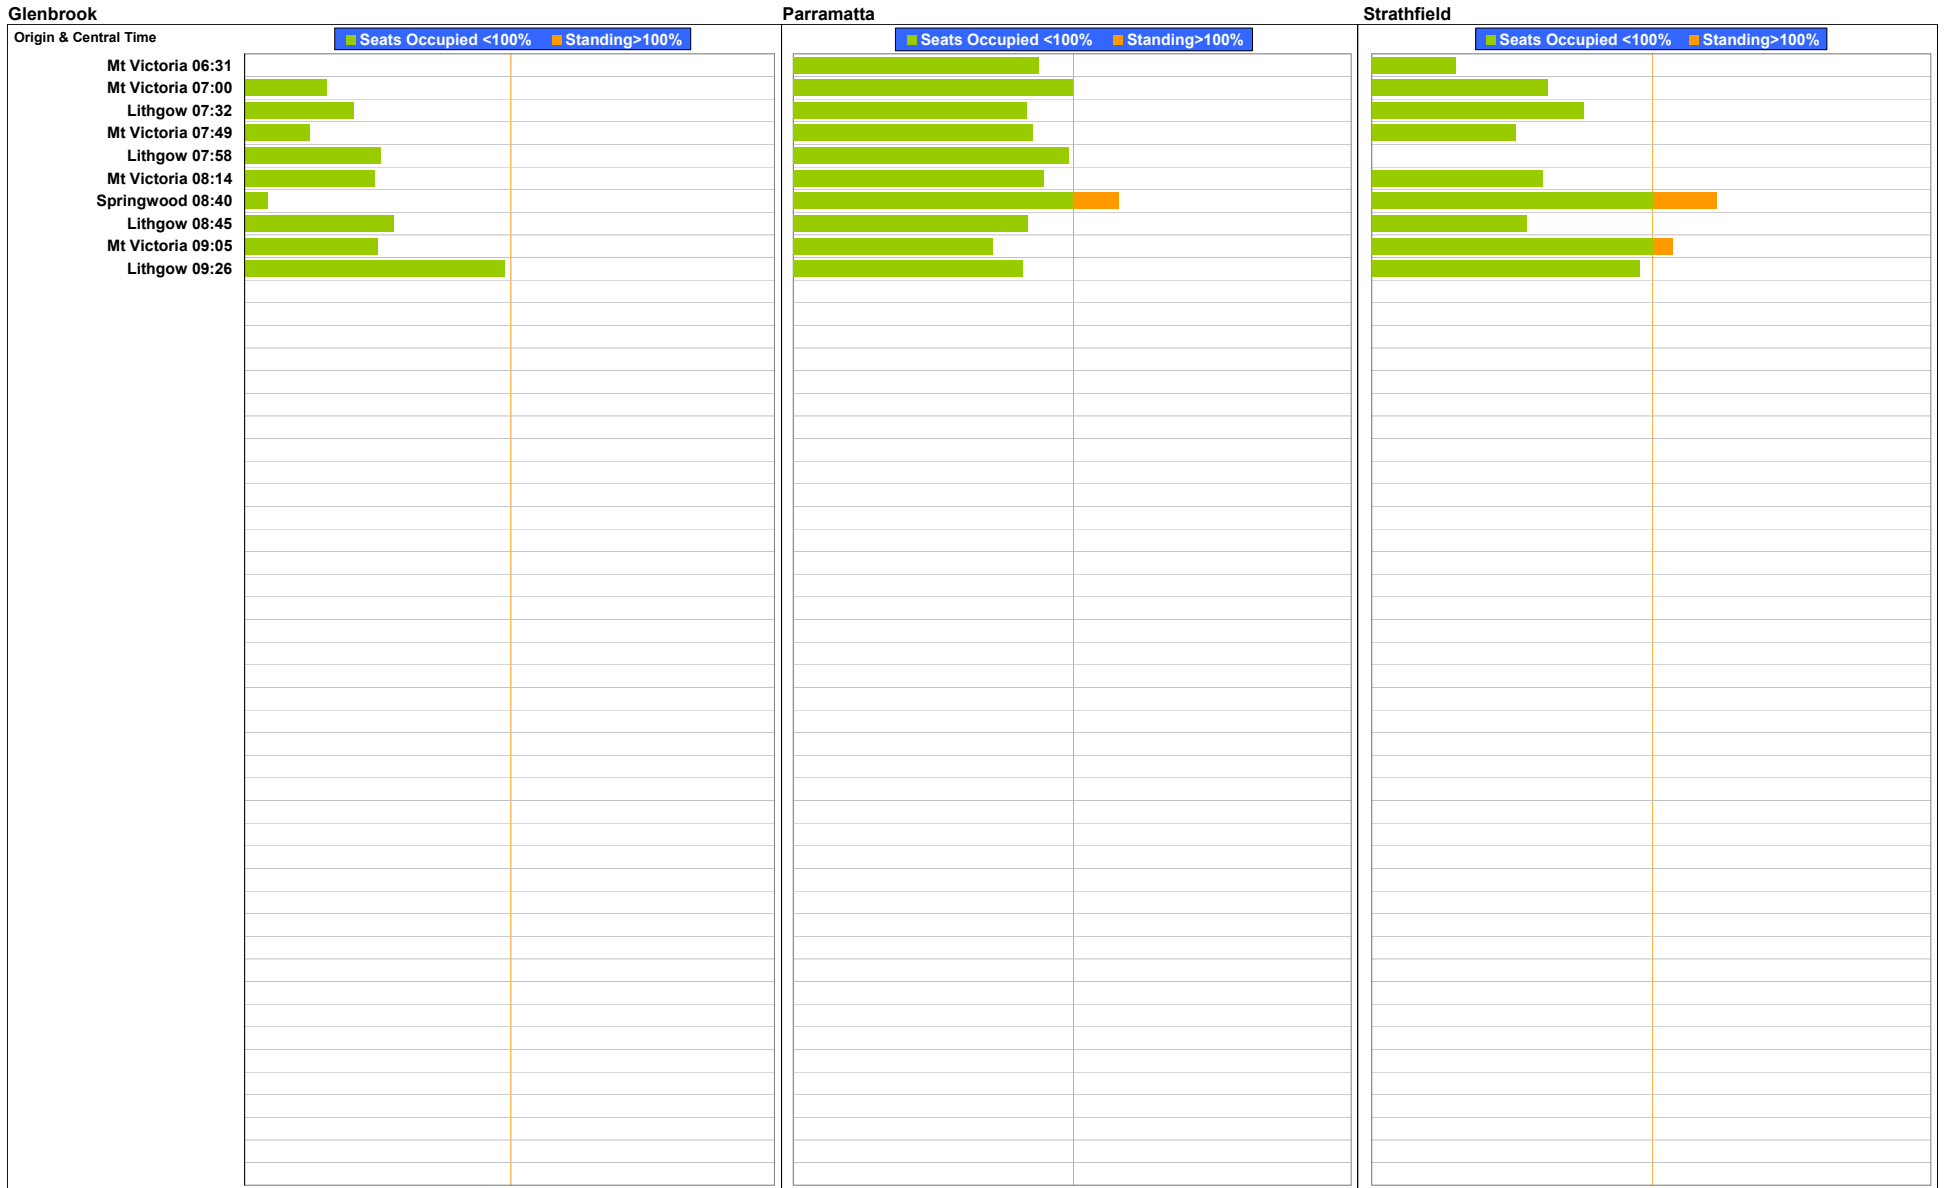 Glenbrook Parramatta Strathfield
Origin & Central Time Seats Occupied <100% Standing>100% Seats Occupied <100% Standing>100% Seats Occupied <100% Standing>100%
Mt Victoria 06:31
Mt Victoria 07:00
Lithgow 07:32
Mt Victoria 07:49
Lithgow 07:58
Mt Victoria 08:14
Springwood 08:40
Lithgow 08:45
Mt Victoria 09:05
Lithgow 09:26